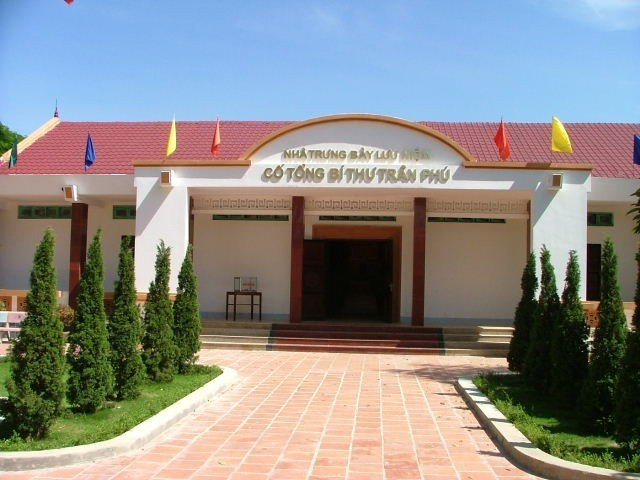 NHÀ TRƯNG BÀY LƯU NIỆM
CỐ TỔNG BÍ THƯ TRẦN PHÚ